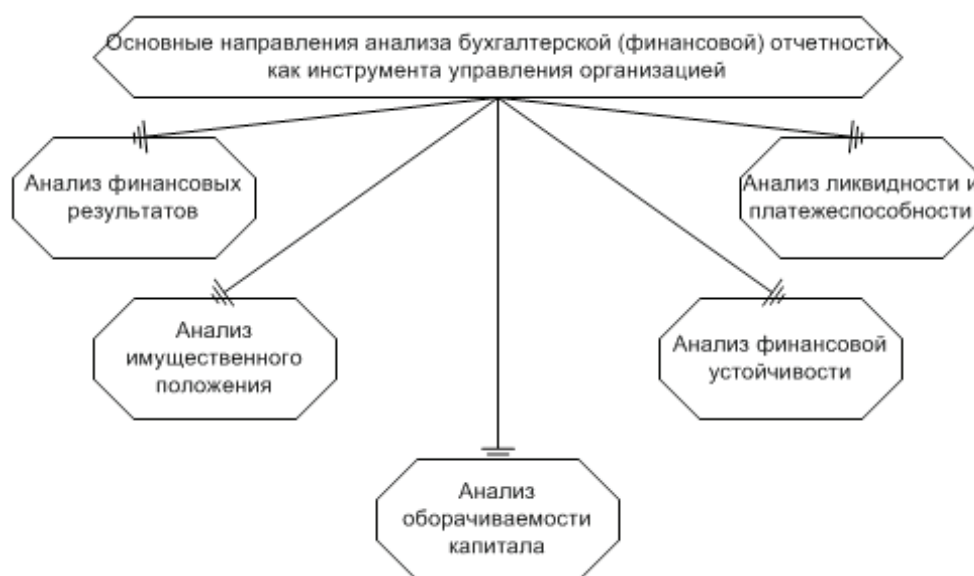 Основные направления анализа бухгалтерской (финансовой) отчетности
как инструмента управления организацией
Анализ финансовых
результатов
Анализ ликвидности и
платежеспособности
Анализ
имущественного
положения
Анализ финансовой
устойчивости
Анализ
оборачиваемости
капитала